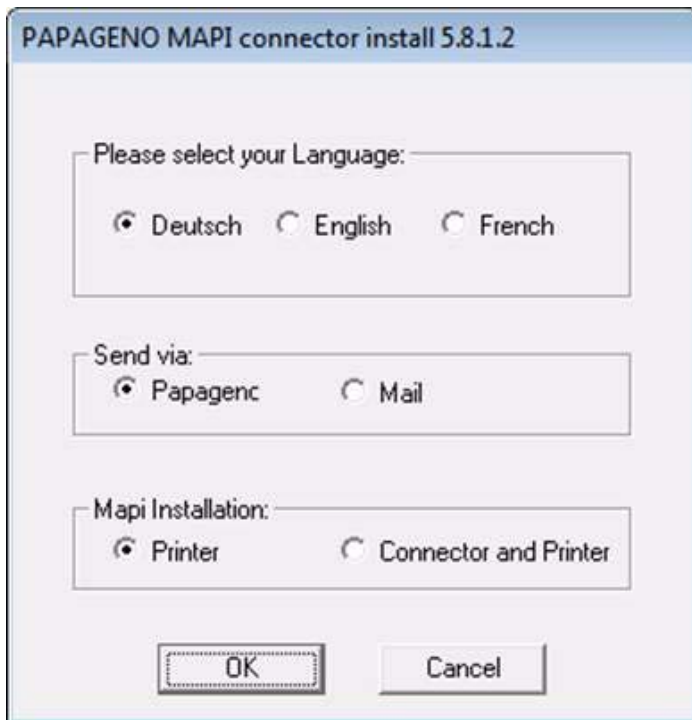 PAPAGENO MAPI connector install 5.8.1.2
Please select your Language:
Deutsch English French
Send via:
Papagenc Mail
Mapi Installation:
Printer Connector and Printer
OK Cancel